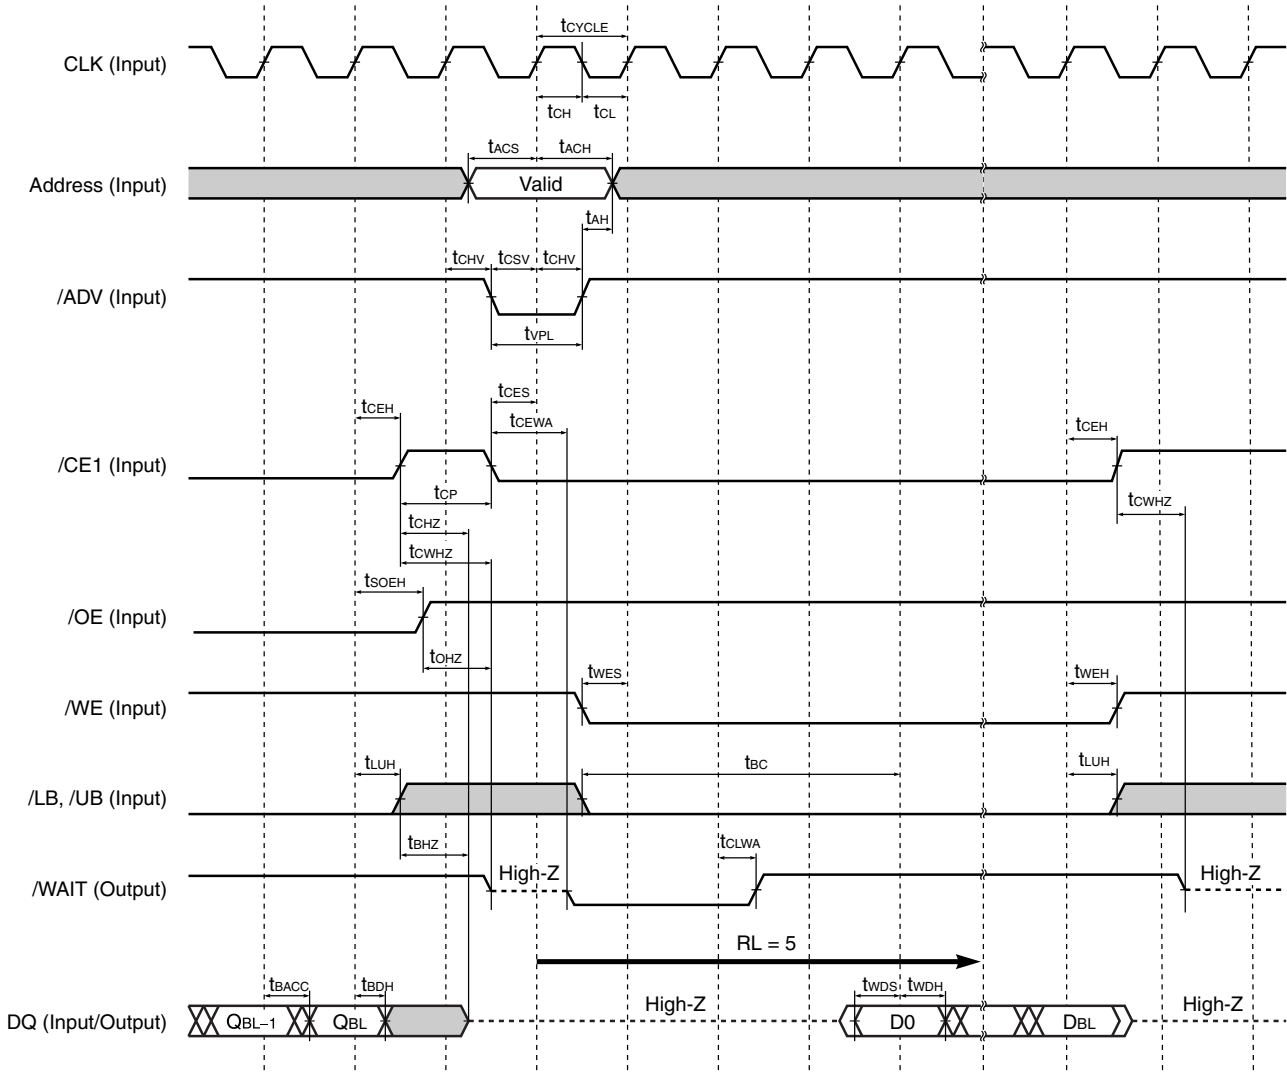 tCYCLE
CLK (Input)
tCH tCL
tACS tACH
Address (Input) Valid
tAH
tCHV tCSV tCHV
/ADV (Input)
tVPL
tCES
tCEH tCEWA tCEH
/CE1 (Input)
tCP tCWHZ
tCHZ
tCWHZ
tSOEH
/OE (Input)
tOHZ
tWES tWEH
/WE (Input)
tLUH tBC tLUH
/LB, /UB (Input)
tBHZ tCLWA
/WAIT (Output) High-Z High-Z
RL = 5
tBACC tBDH tWDS tWDH
High-Z High-Z
DQ (Input/Output) QBL–1 QBL D0 DBL